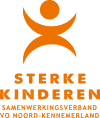 STERKE
KINDEREN
SAMENWERKINGSVERBAND
VO NOORD-KENNEMERLAND